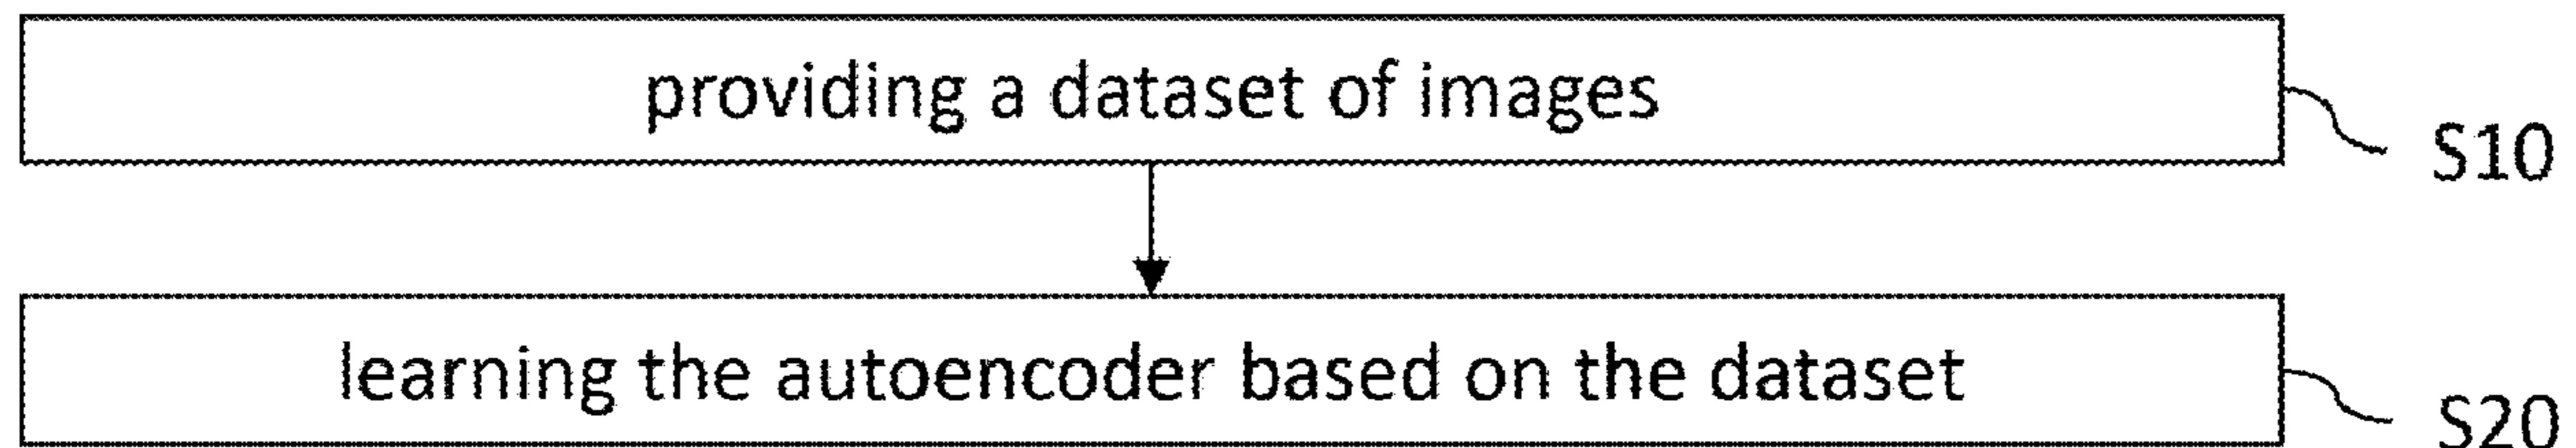 providing a dataset of images
S10
learning the autoencoder based on the dataset
S20